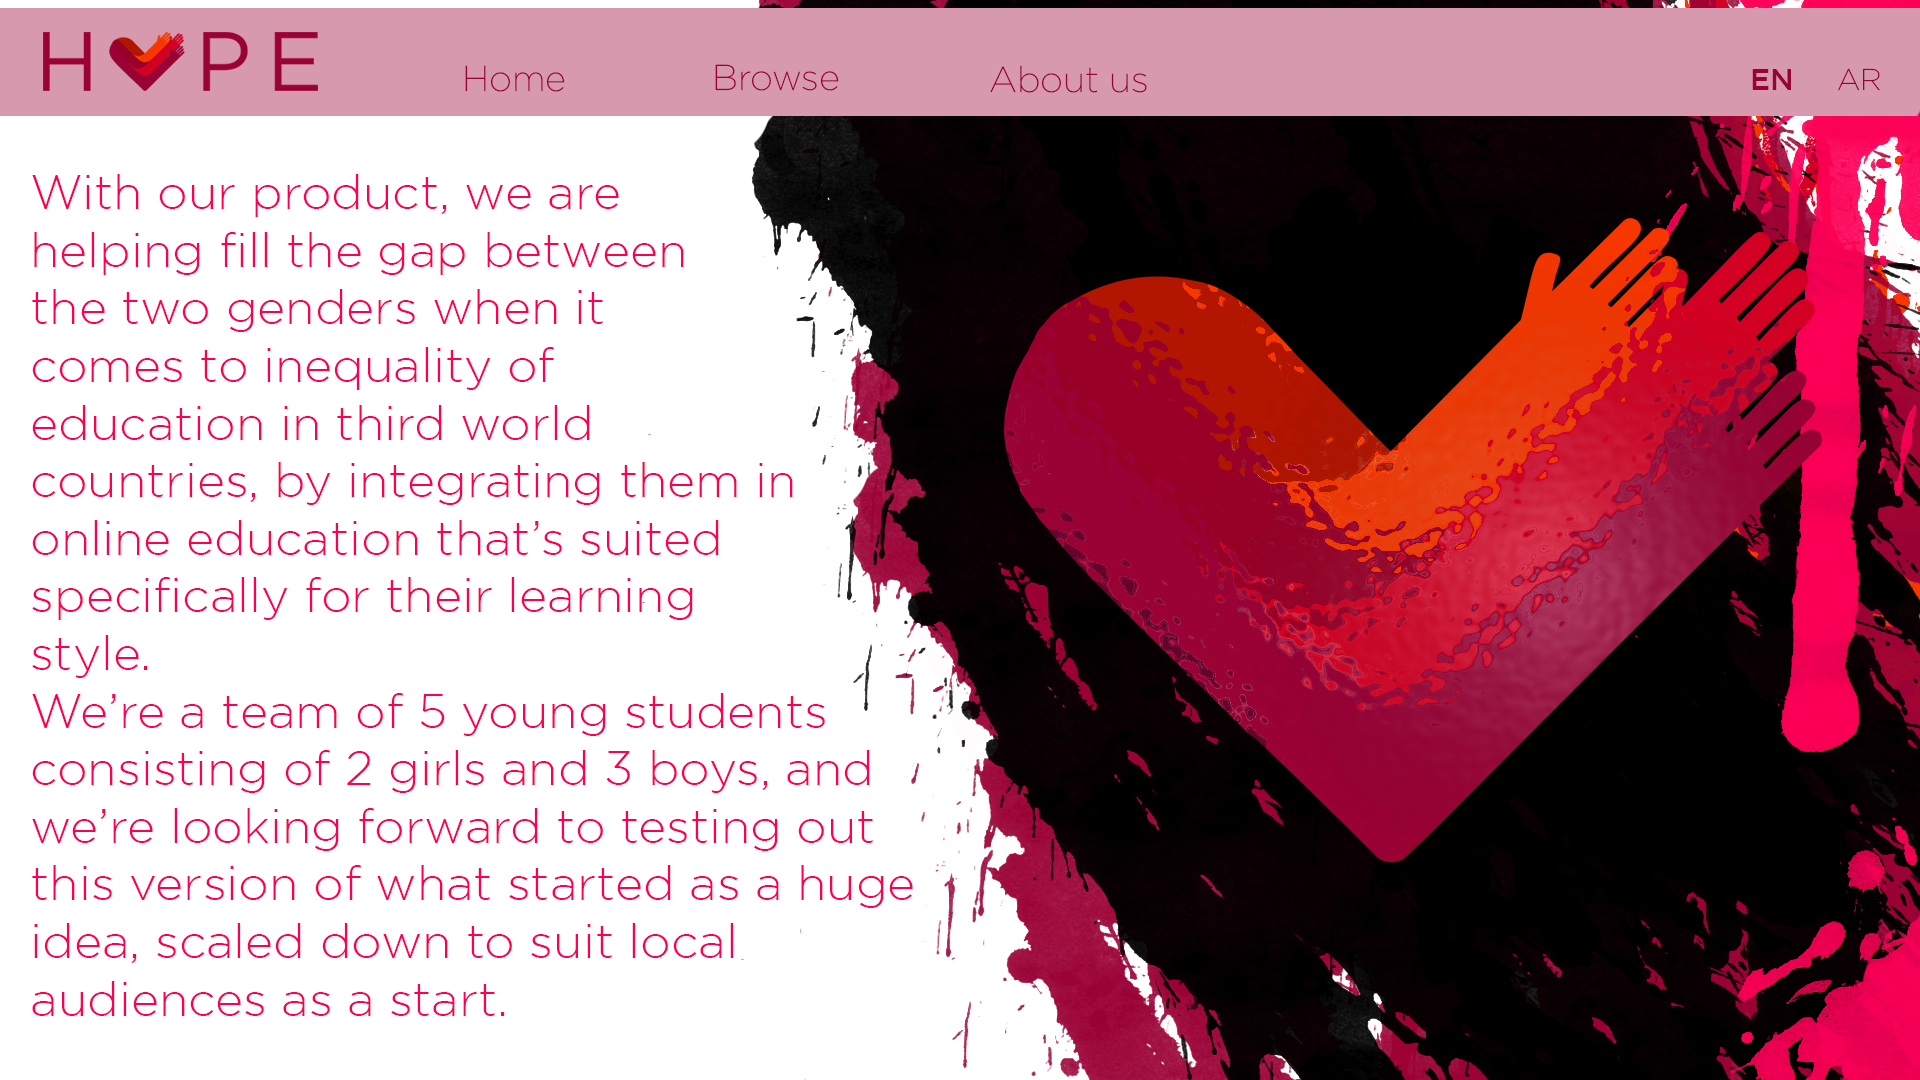 HOPE
Home
Browse
About us
EN
AR
With our product, we are
helping fill the gap between
the two genders when it
comes to inequality of
education in third world
countries, by integrating them in
online education that’s suited
specifically for their learning
style.
We’re a team of 5 young students
consisting of 2 girls and 3 boys, and
we’re looking forward to testing out
this version of what started as a huge
idea, scaled down to suit local
audiences as a start.